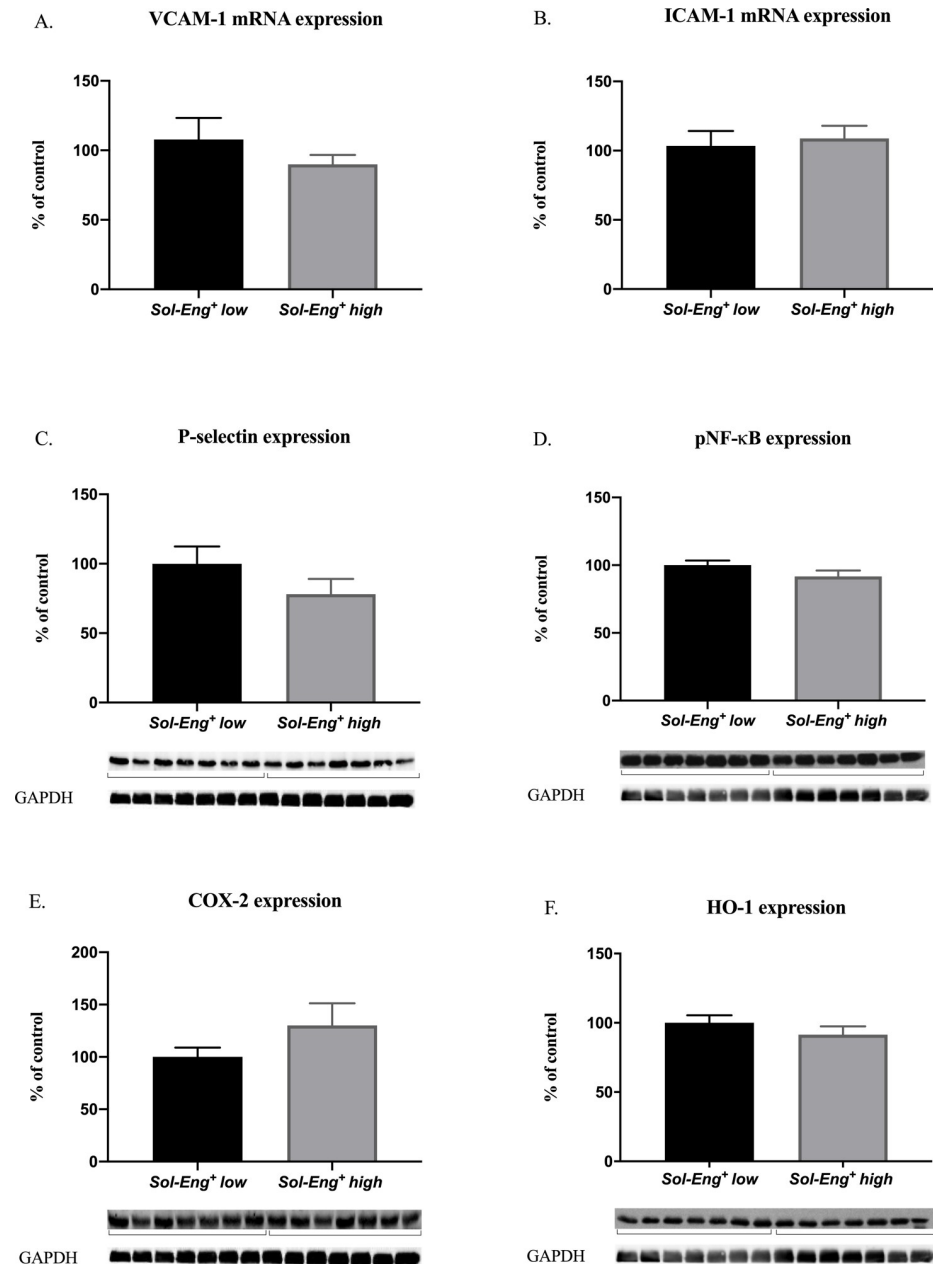 A.
VCAM-1 mRNA expression
% of control
150
100
50
0
Sol-Eng⁺ low
Sol-Eng⁺ high
B.
ICAM-1 mRNA expression
% of control
150
100
50
0
Sol-Eng⁺ low
Sol-Eng⁺ high
C.
P-selectin expression
% of control
150
100
50
0
Sol-Eng⁺ low
Sol-Eng⁺ high
GAPDH
D.
pNF-κB expression
% of control
150
100
50
0
Sol-Eng⁺ low
Sol-Eng⁺ high
GAPDH
E.
COX-2 expression
% of control
200
150
100
50
0
Sol-Eng⁺ low
Sol-Eng⁺ high
GAPDH
F.
HO-1 expression
% of control
150
100
50
0
Sol-Eng⁺ low
Sol-Eng⁺ high
GAPDH